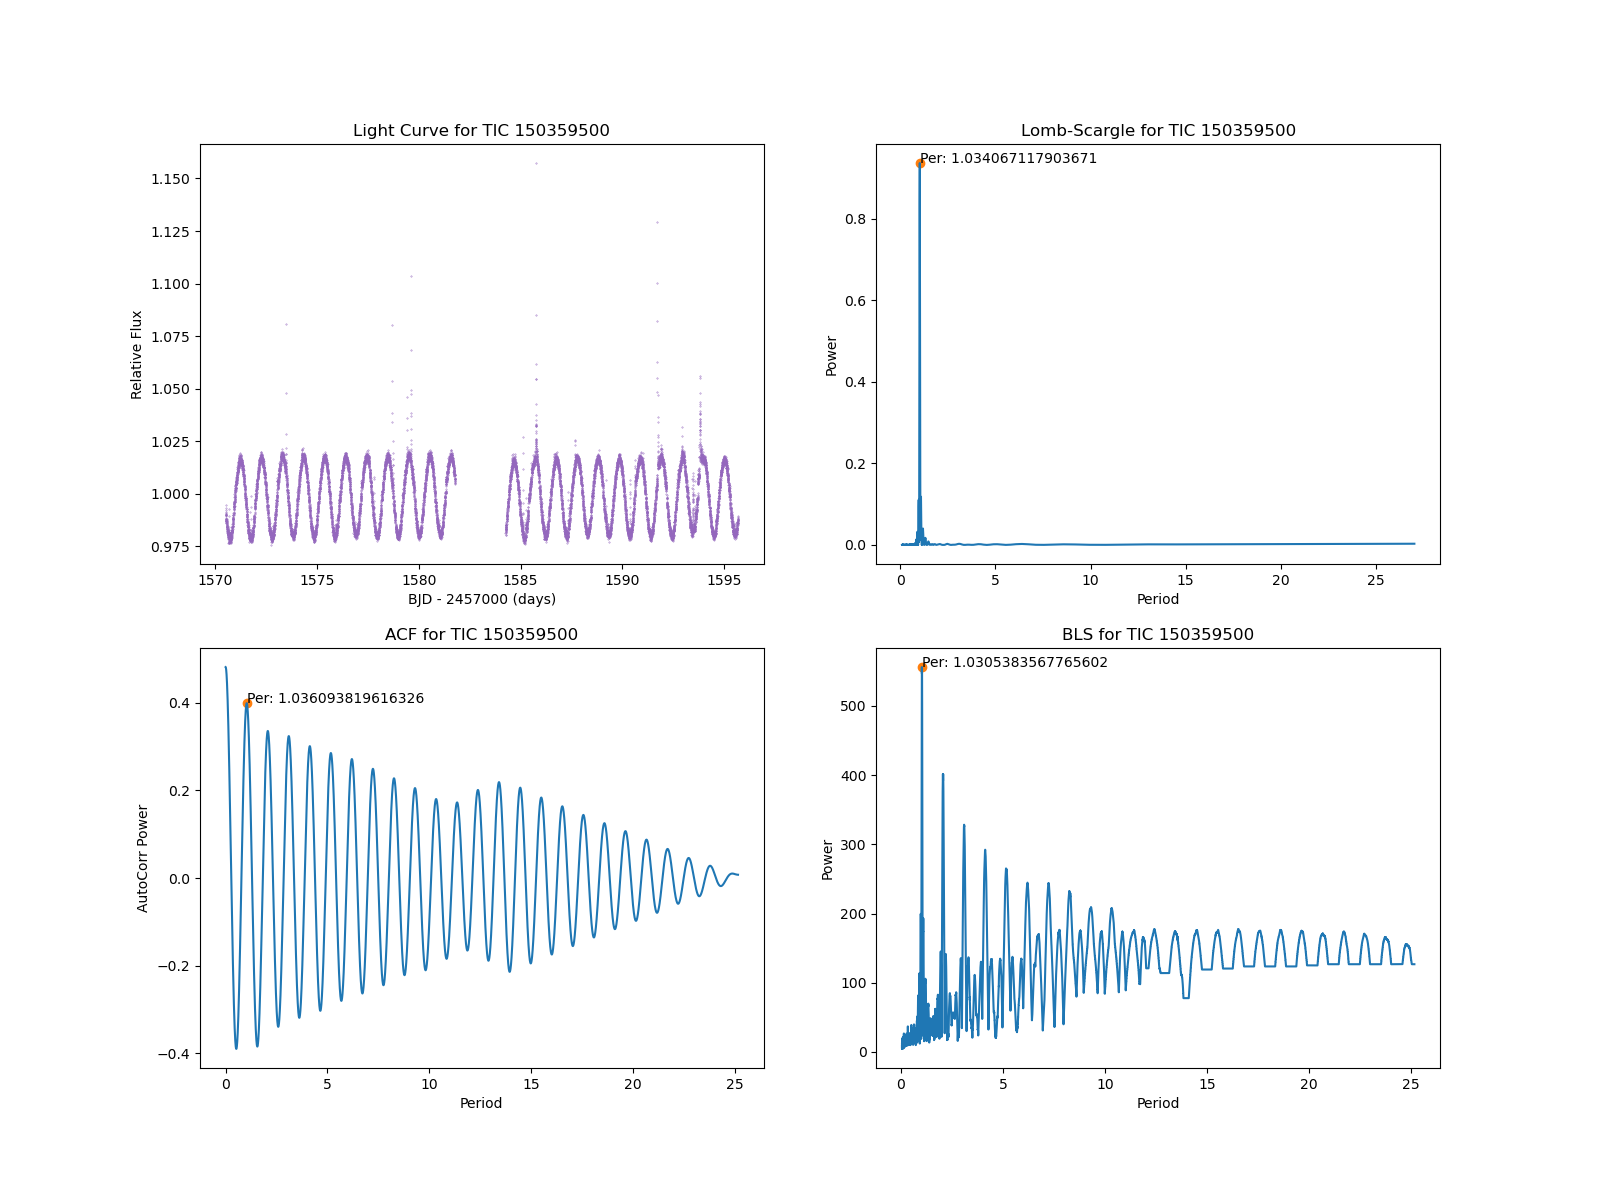 Light Curve for TIC 150359500
1.150
1.125
1.100
1.075
1.050
1.025
1.000
0.975
Relative Flux
1570 1575 1580 1585 1590 1595
BJD - 2457000 (days)
Lomb-Scargle for TIC 150359500
Per: 1.034067117903671
0.8
0.6
0.4
0.2
0.0
Power
0 5 10 15 20 25
Period
ACF for TIC 150359500
Per: 1.036093819616326
0.4
0.2
0.0
−0.2
−0.4
AutoCorr Power
0 5 10 15 20 25
Period
BLS for TIC 150359500
Per: 1.0305383567765602
500
400
300
200
100
0
Power
0 5 10 15 20 25
Period